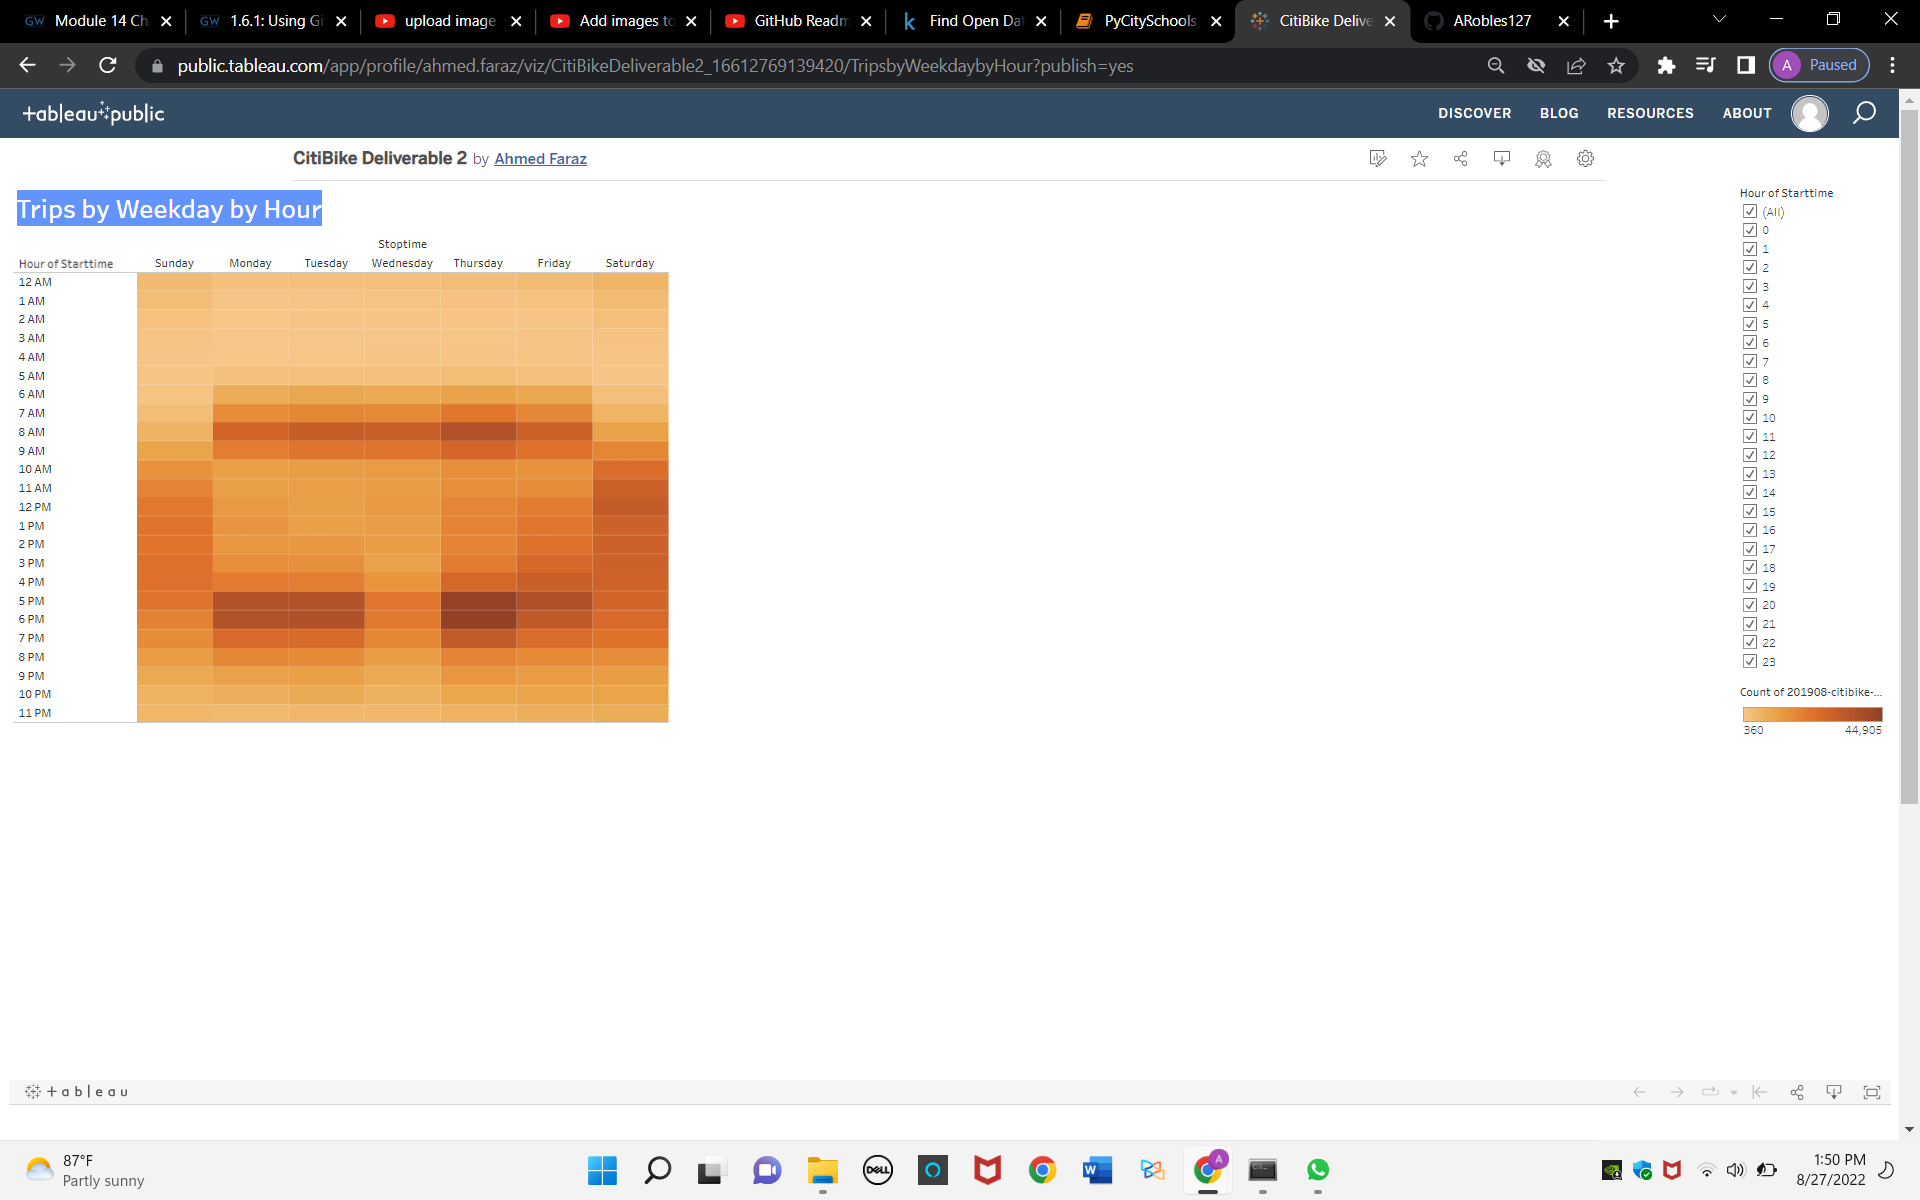 Module 14 Ch
1.6.1: Using Gi
upload image
Add images to
GitHub Readm
Find Open Da
PyCitySchools_
CitiBike Delive
ARobles127
public.tableau.com/app/profile/ahmed.faraz/viz/CitiBikeDeliverable2_16612769139420/TripsbyWeekdaybyHour?publish=yes
A Paused
+ableau public
DISCOVER BLOG RESOURCES ABOUT
CitiBike Deliverable 2 by Ahmed Faraz
Trips by Weekday by Hour
Stoptime
Hour of Starttime Sunday Monday Tuesday Wednesday Thursday Friday Saturday
12 AM
1 AM
2 AM
3 AM
4 AM
5 AM
6 AM
7 AM
8 AM
9 AM
10 AM
11 AM
12 PM
1 PM
2 PM
3 PM
4 PM
5 PM
6 PM
7 PM
8 PM
9 PM
10 PM
11 PM
Hour of Starttime
(All)
0
1
2
3
4
5
6
7
8
9
10
11
12
13
14
15
16
17
18
19
20
21
22
23
Count of 201908-citibike-...
360 44,905
+ableau
87°F
Partly sunny
DELL
W
A
1:50 PM
8/27/2022